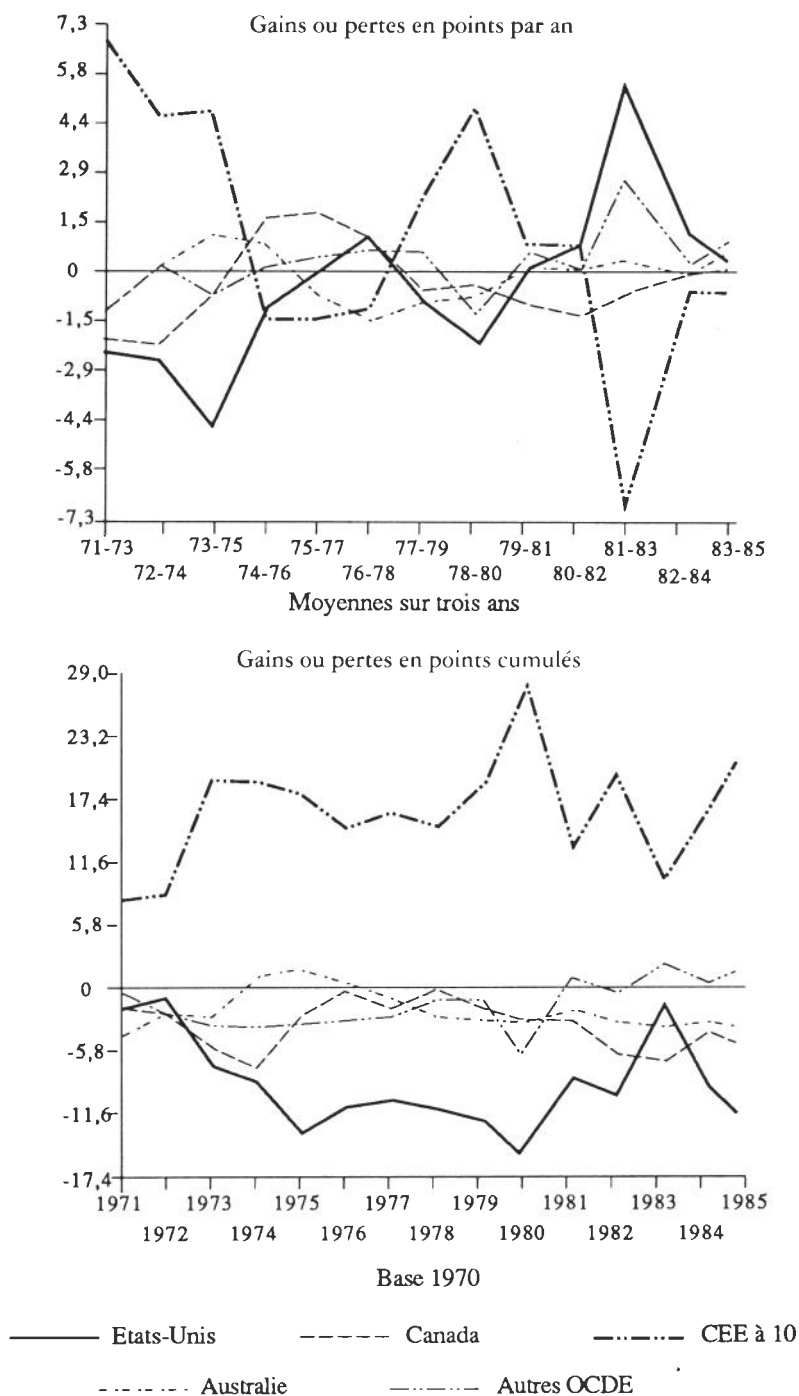 Gains ou pertes en points par an
7,3
5,8
4,4
2,9
1,5
0
-1,5
-2,9
-4,4
-5,8
-7,3
71-73 73-75 75-77 77-79 79-81 81-83 83-85
72-74 74-76 76-78 78-80 80-82 82-84
Moyennes sur trois ans
Gains ou pertes en points cumulés
29,0
23,2
17,4
11,6
5,8
0
-5,8
-11,6
-17,4
1971 1973 1975 1977 1979 1981 1983 1985
1972 1974 1976 1978 1980 1982 1984
Base 1970
Etats-Unis Canada CEE à 10
Australie Autres OCDE